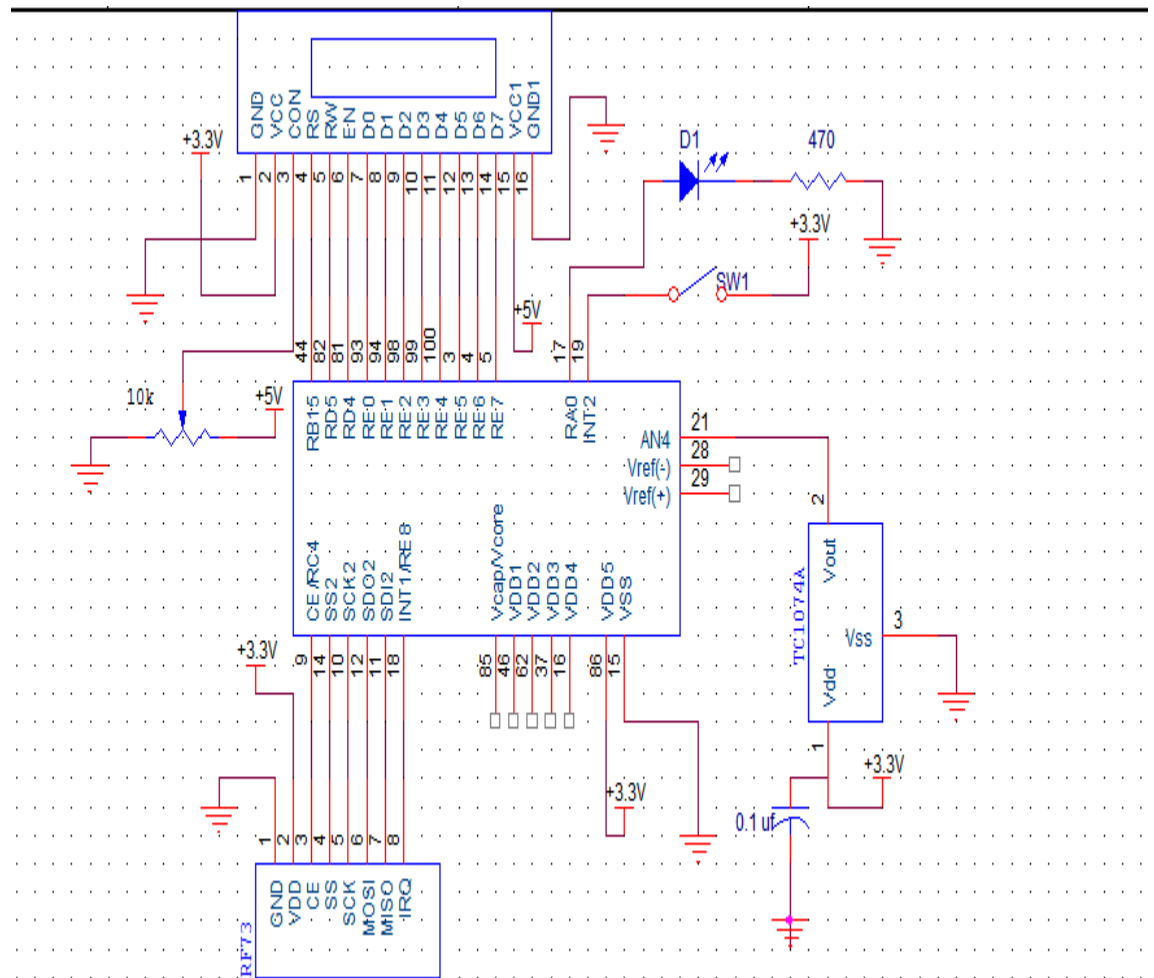 GND
VCC
CON
RS
RW
EN
D0
D1
D2
D3
D4
D5
D6
D7
VCC1
GND1
1
2
3
4
5
6
7
8
9
10
11
12
13
14
15
16
+3.3V
D1
470
+3.3V
SW1
+5V
10k
+5V
44
82
81
93
94
98
99
100
3
4
5
17
19
RB15
RD5
RD4
RE0
RE1
RE2
RE3
RE4
RE5
RE6
RE7
RA0
INT2
AN4
21
Vref(-)
28
Vref(+)
29
CE/RC4
SS2
SCK2
SDO2
SDI2
INT1/RE8
Vcap/Vcore
VDD1
VDD2
VDD3
VDD4
VDD5
VSS
9
14
10
12
11
18
85
46
62
37
16
86
15
2
Vout
TC1074A
Vss
3
Vdd
1
+3.3V
0.1 uf
+3.3V
+3.3V
1
2
3
4
5
6
7
8
GND
VDD
CE
SS
SCK
MOSI
MISO
IRQ
RF73